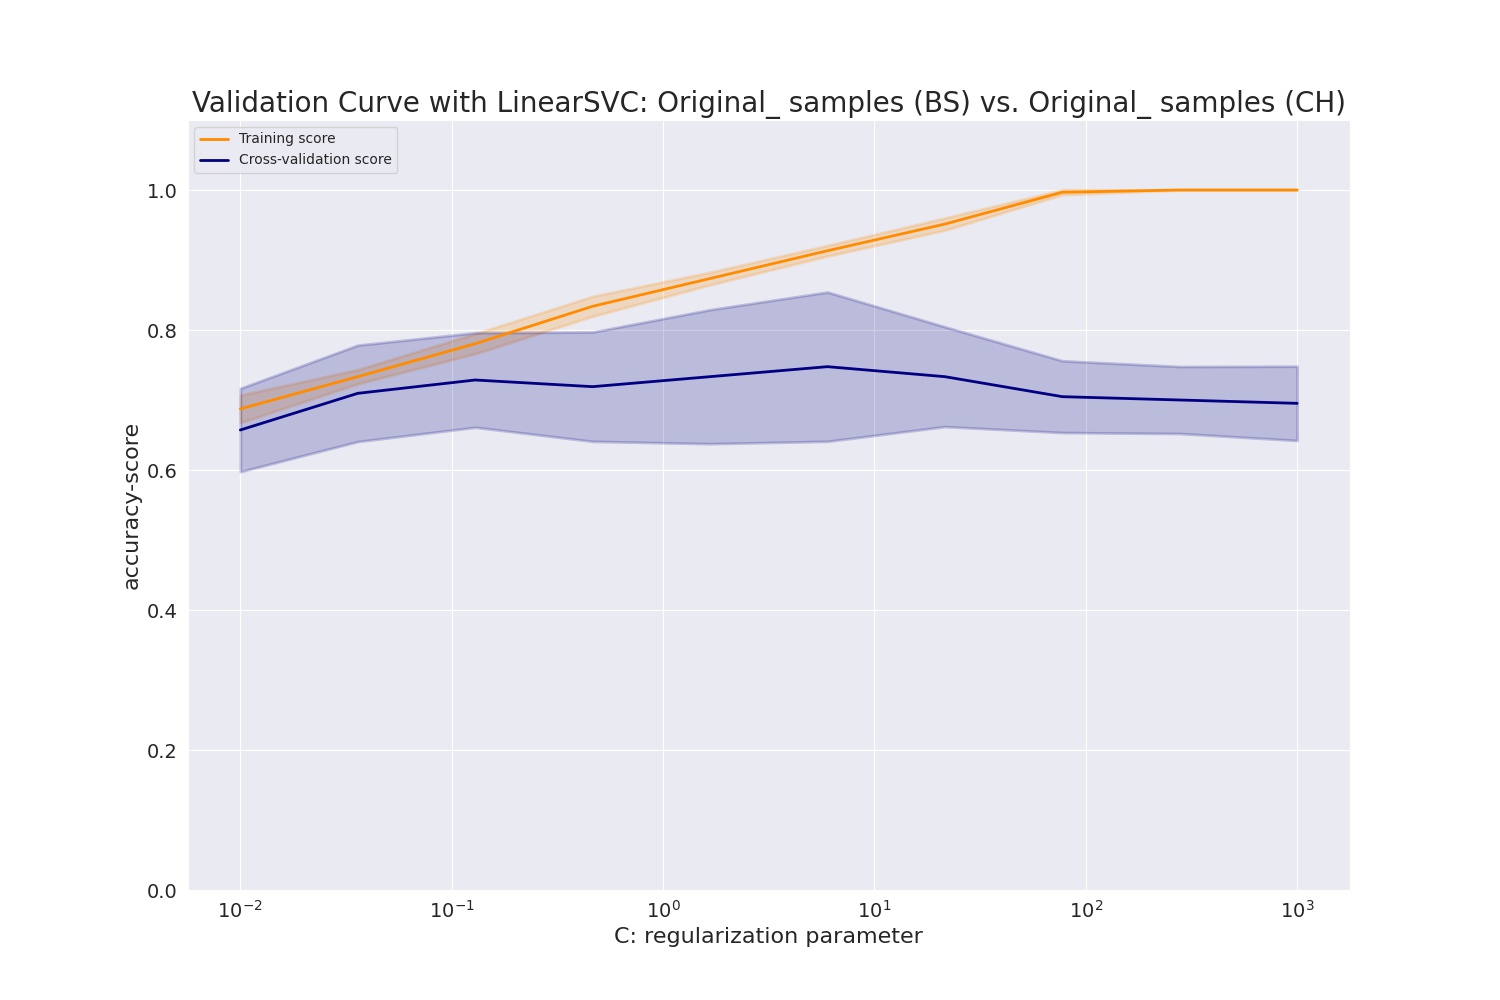 Validation Curve with LinearSVC: Original_ samples (BS) vs. Original_ samples (CH)
Training score
Cross-validation score
1.0
0.8
0.6
0.4
0.2
0.0
accuracy-score
10⁻² 10⁻¹ 10⁰ 10¹ 10² 10³
C: regularization parameter